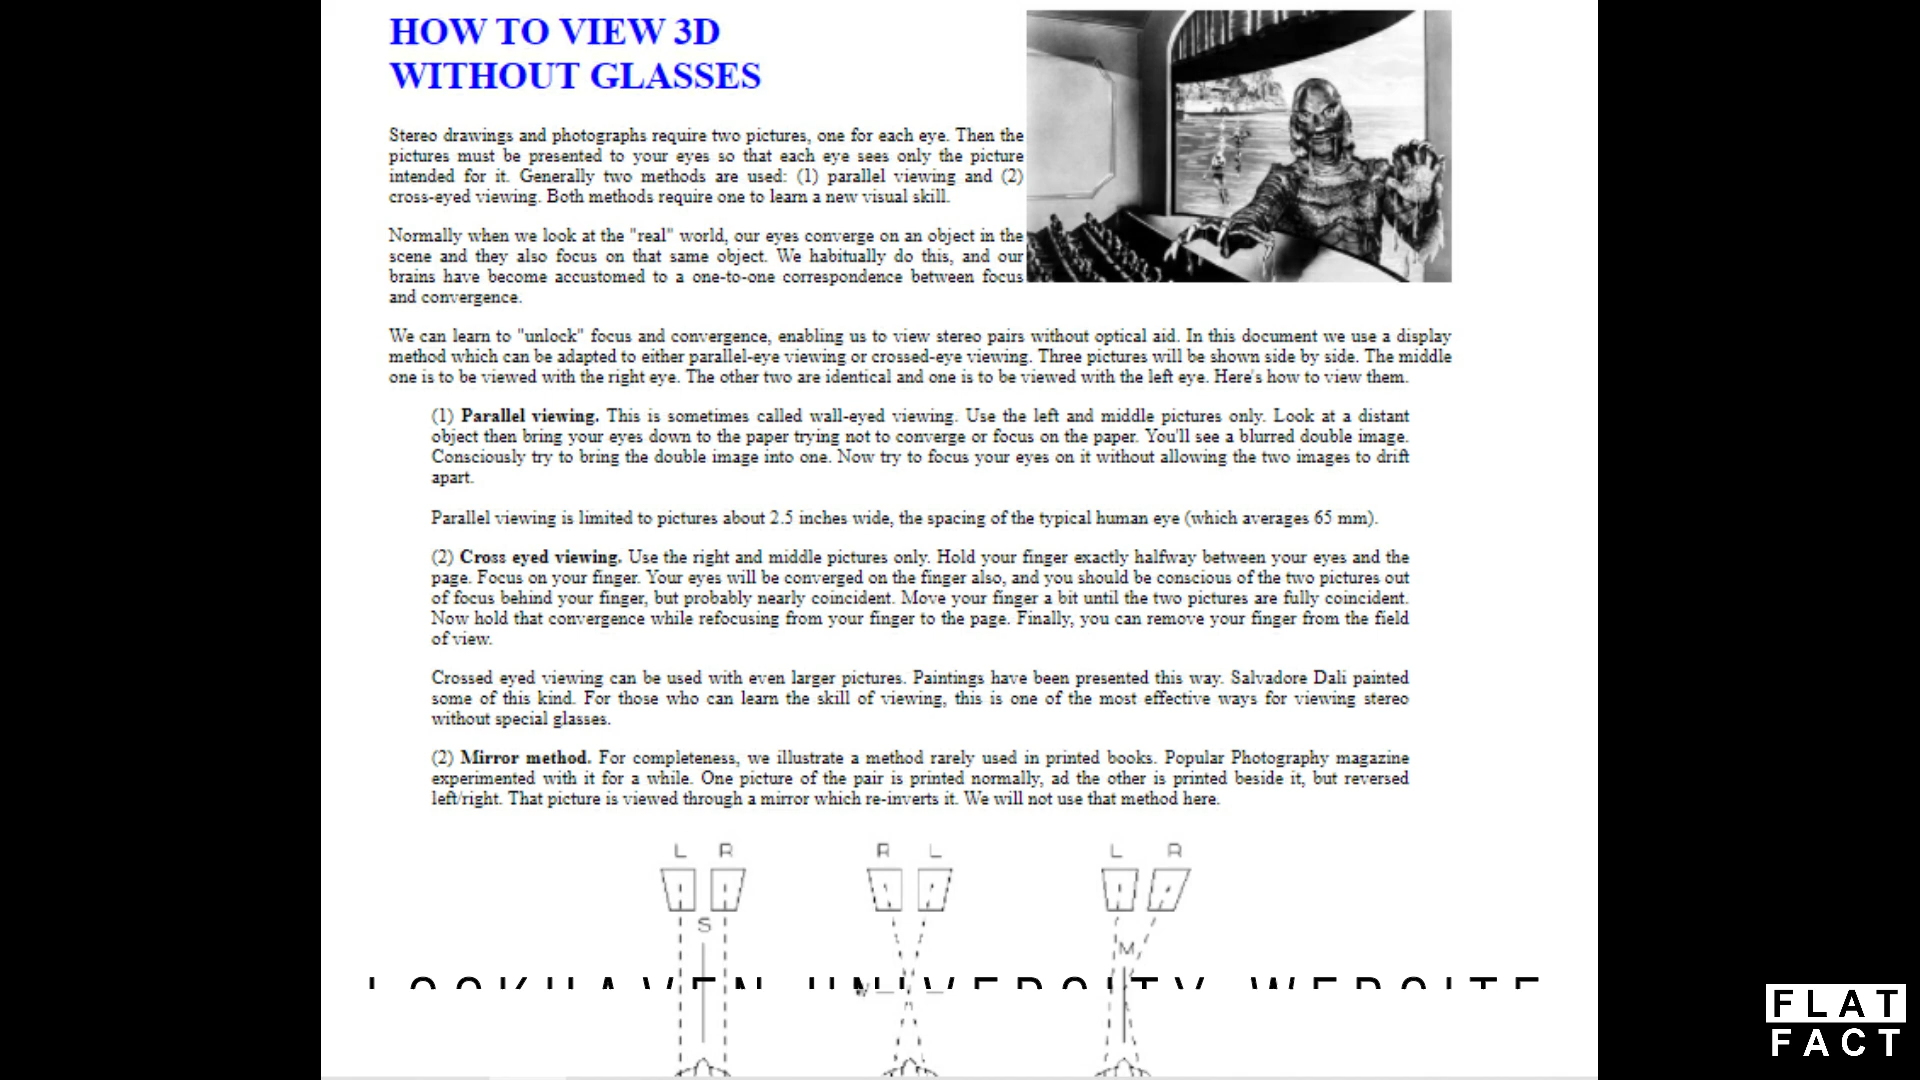 HOW TO VIEW 3D
WITHOUT GLASSES
Stereo drawings and photographs require two pictures, one for each eye. Then the
pictures must be presented to your eyes so that each eye sees only the picture
intended for it. Generally two methods are used: (1) parallel viewing and (2)
cross-eyed viewing. Both methods require one to learn a new visual skill.
Normally when we look at the "real" world, our eyes converge on an object in the
scene and they also focus on that same object. We habitually do this, and our
brains have become accustomed to a one-to-one correspondence between focus
and convergence.
We can learn to "unlock" focus and convergence, enabling us to view stereo pairs without optical aid. In this document we use a display
method which can be adapted to either parallel-eye viewing or crossed-eye viewing. Three pictures will be shown side by side. The middle
one is to be viewed with the right eye. The other two are identical and one is to be viewed with the left eye. Here's how to view them.
(1) Parallel viewing. This is sometimes called wall-eyed viewing. Use the left and middle pictures only. Look at a distant
object then bring your eyes down to the paper trying not to converge or focus on the paper. You'll see a blurred double image.
Consciously try to bring the double image into one. Now try to focus your eyes on it without allowing the two images to drift
apart.
Parallel viewing is limited to pictures about 2.5 inches wide, the spacing of the typical human eye (which averages 65 mm).
(2) Cross eyed viewing. Use the right and middle pictures only. Hold your finger exactly halfway between your eyes and the
page. Focus on your finger. Your eyes will be converged on the finger also, and you should be conscious of the two pictures out
of focus behind your finger, but probably nearly coincident. Move your finger a bit until the two pictures are fully coincident.
Now hold that convergence while refocusing from your finger to the page. Finally, you can remove your finger from the field
of view.
Crossed eyed viewing can be used with even larger pictures. Paintings have been presented this way. Salvadore Dali painted
some of this kind. For those who can learn the skill of viewing, this is one of the most effective ways for viewing stereo
without special glasses.
(2) Mirror method. For completeness, we illustrate a method rarely used in printed books. Popular Photography magazine
experimented with it for a while. One picture of the pair is printed normally, ad the other is printed beside it, but reversed
left/right. That picture is viewed through a mirror which re-inverts it. We will not use that method here.
L R R L L R
S
M
LOCKHAVEN UNIVERSITY WEBSITE
FLAT
FACT